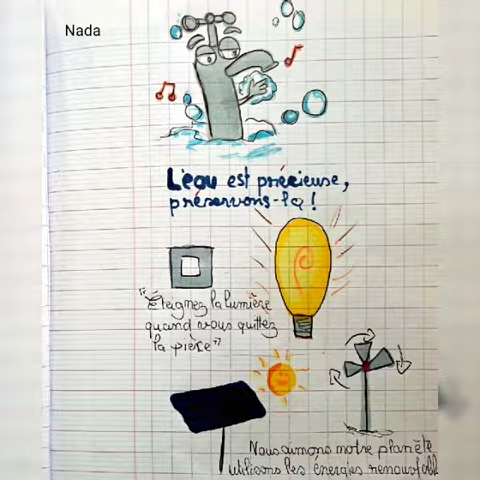 Nada
L'eau est précieuse,
préservons-la !
"Éteignez la lumière
quand vous quittez
la pièce"
Nous aimons notre planète
utilisons les énergies renouvelabl